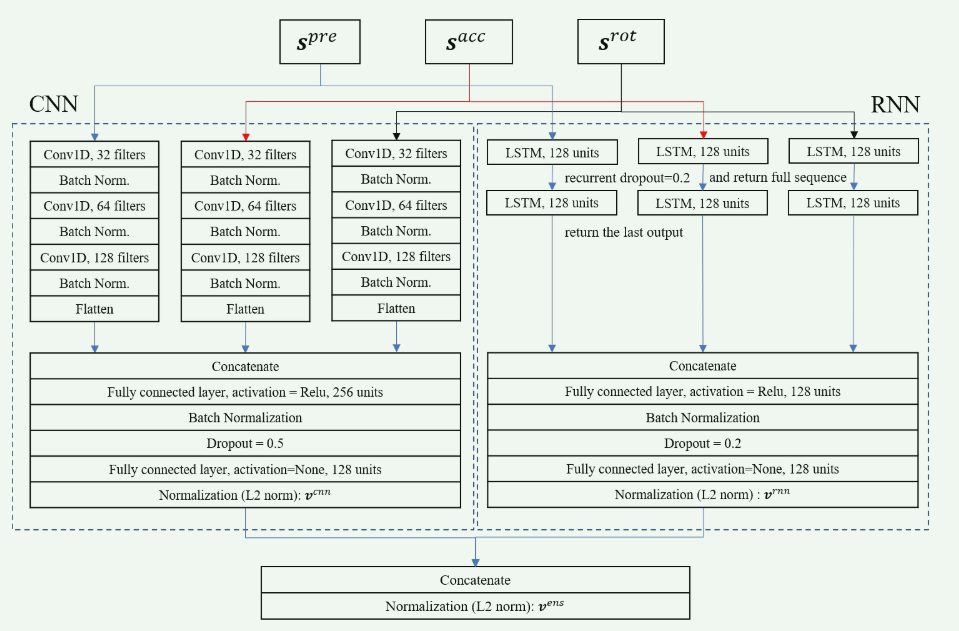 s^pre
s^acc
s^rot
CNN
RNN
Conv1D, 32 filters
Batch Norm.
Conv1D, 64 filters
Batch Norm.
Conv1D, 128 filters
Batch Norm.
Flatten
Conv1D, 32 filters
Batch Norm.
Conv1D, 64 filters
Batch Norm.
Conv1D, 128 filters
Batch Norm.
Flatten
Conv1D, 32 filters
Batch Norm.
Conv1D, 64 filters
Batch Norm.
Conv1D, 128 filters
Batch Norm.
Flatten
Concatenate
Fully connected layer, activation = Relu, 256 units
Batch Normalization
Dropout = 0.5
Fully connected layer, activation=None, 128 units
Normalization (L2 norm): v^cnn
LSTM, 128 units
LSTM, 128 units
LSTM, 128 units
recurrent dropout=0.2 and return full sequence
LSTM, 128 units
LSTM, 128 units
LSTM, 128 units
return the last output
Concatenate
Fully connected layer, activation = Relu, 128 units
Batch Normalization
Dropout = 0.2
Fully connected layer, activation=None, 128 units
Normalization (L2 norm) : v^rnn
Concatenate
Normalization (L2 norm): v^ens